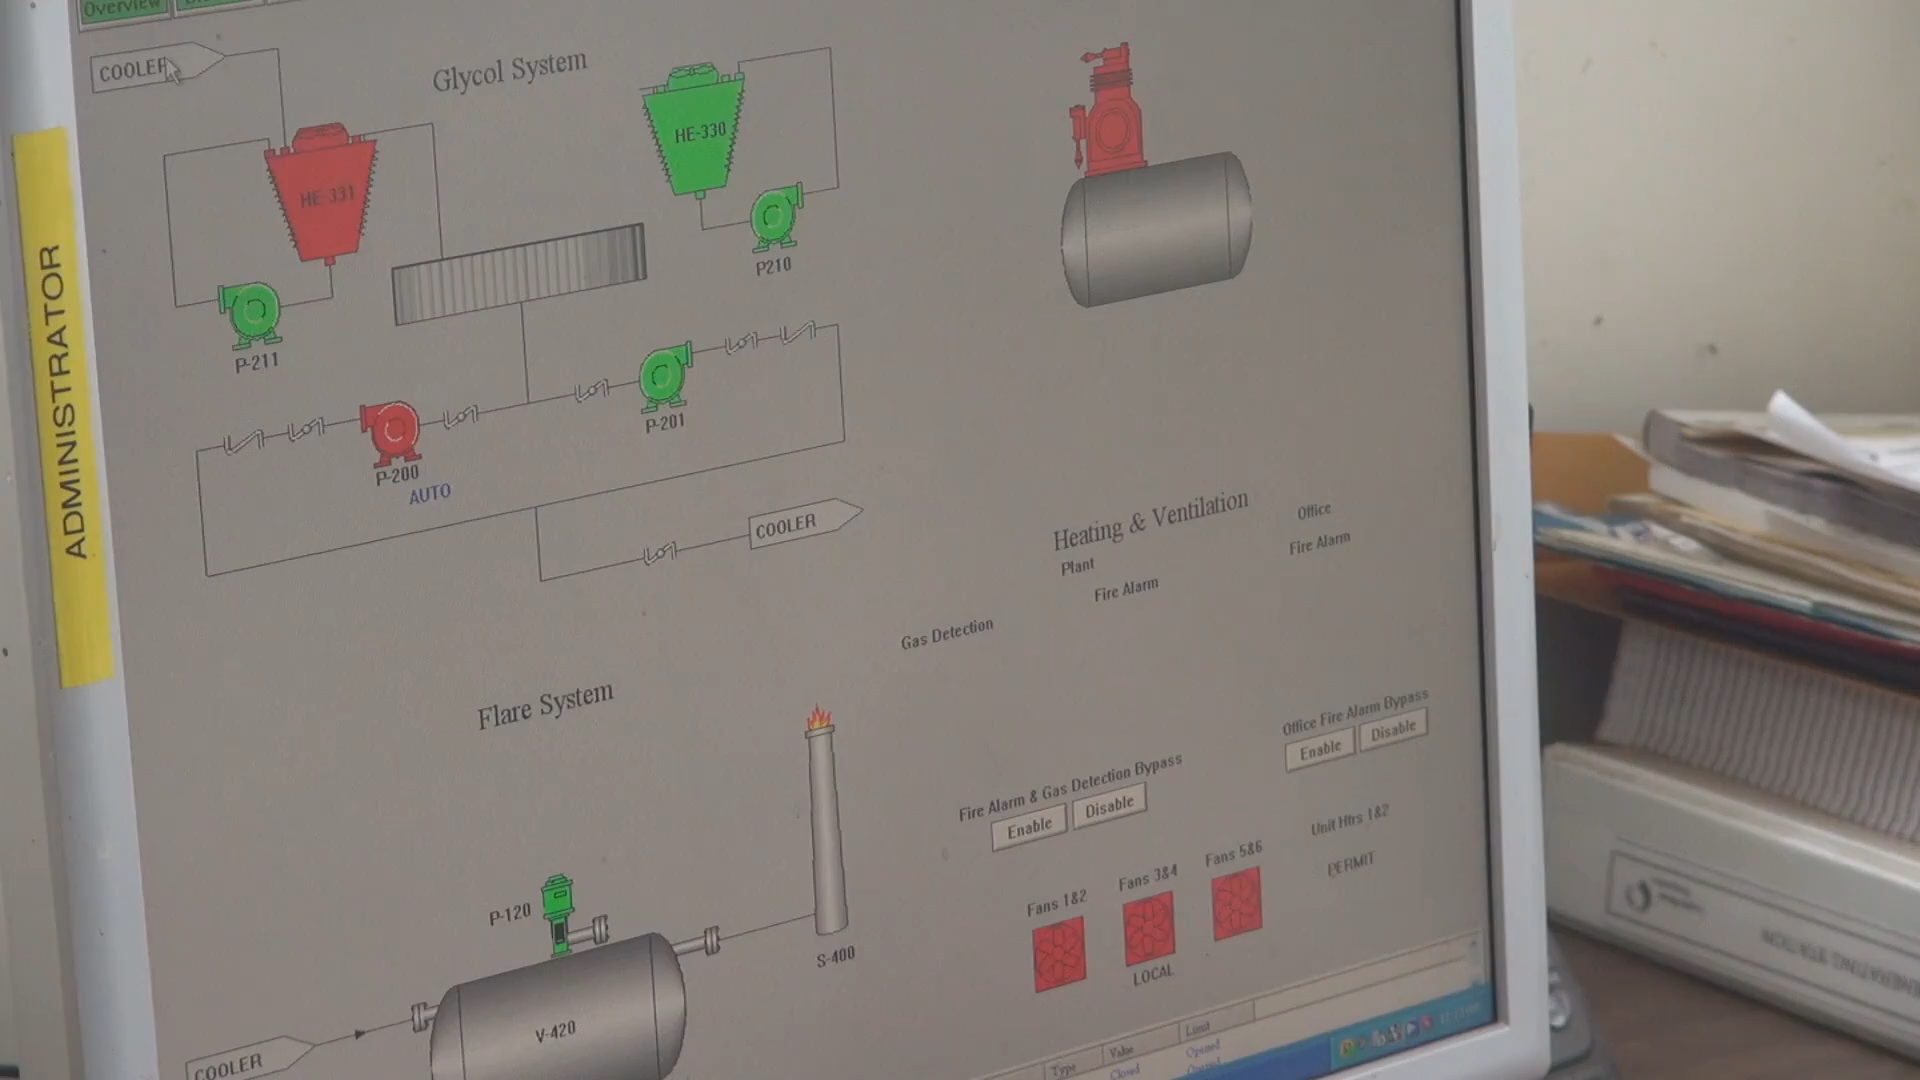 Overview
COOLER
Glycol System
HE-330
HE-331
P210
P-211
P-201
P-200
AUTO
COOLER
ADMINISTRATOR
Heating & Ventilation
Office
Plant
Fire Alarm
Fire Alarm
Gas Detection
Flare System
Office Fire Alarm Bypass
Enable
Disable
Fire Alarm & Gas Detection Bypass
Enable
Disable
Unit Htrs 1&2
PERMIT
Fans 1&2
Fans 3&4
Fans 5&6
LOCAL
P-120
S-400
V-420
COOLER
Type
Value
Limit
Closed
Opened